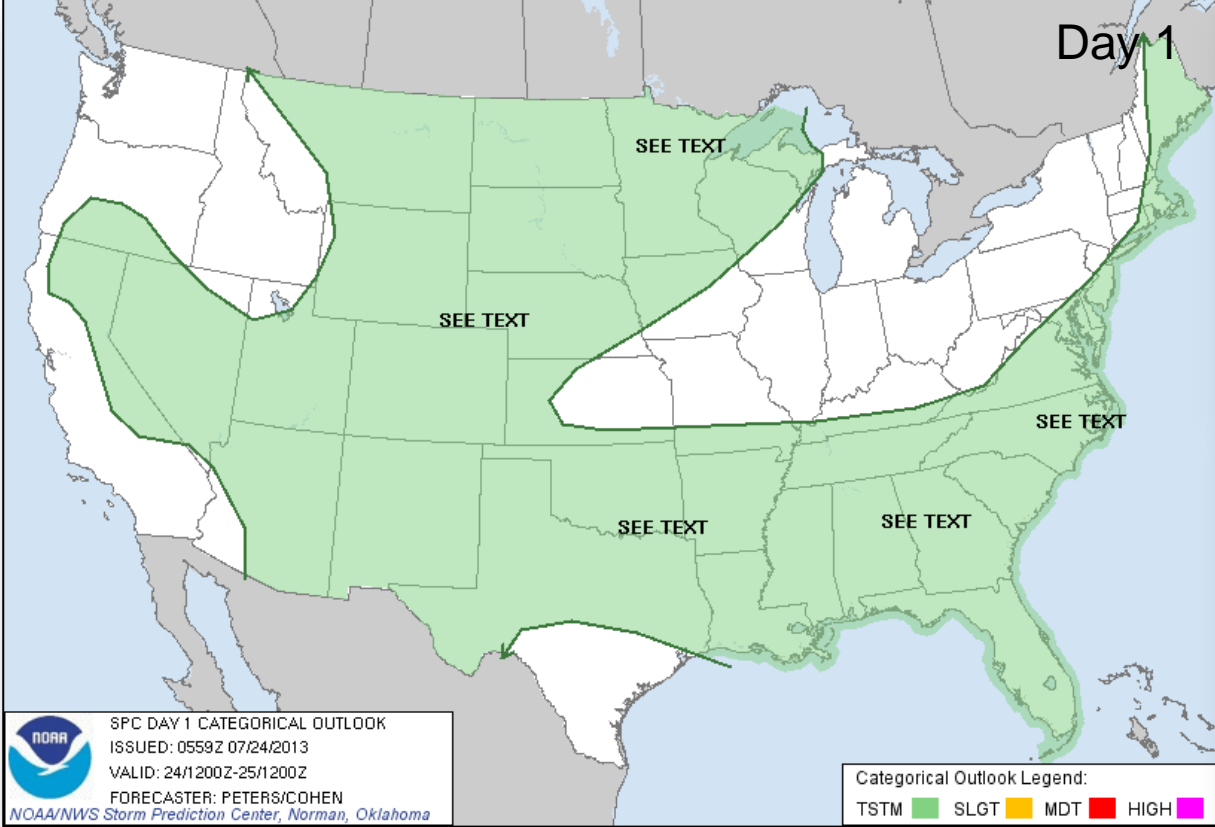 Day 1
SEE TEXT
SEE TEXT
SEE TEXT
SEE TEXT
SEE TEXT
NOAA
SPC DAY 1 CATEGORICAL OUTLOOK
ISSUED: 0559Z 07/24/2013
VALID: 24/1200Z-25/1200Z
FORECASTER: PETERS/COHEN
NOAA/NWS Storm Prediction Center, Norman, Oklahoma
Categorical Outlook Legend:
TSTM SLGT MDT HIGH